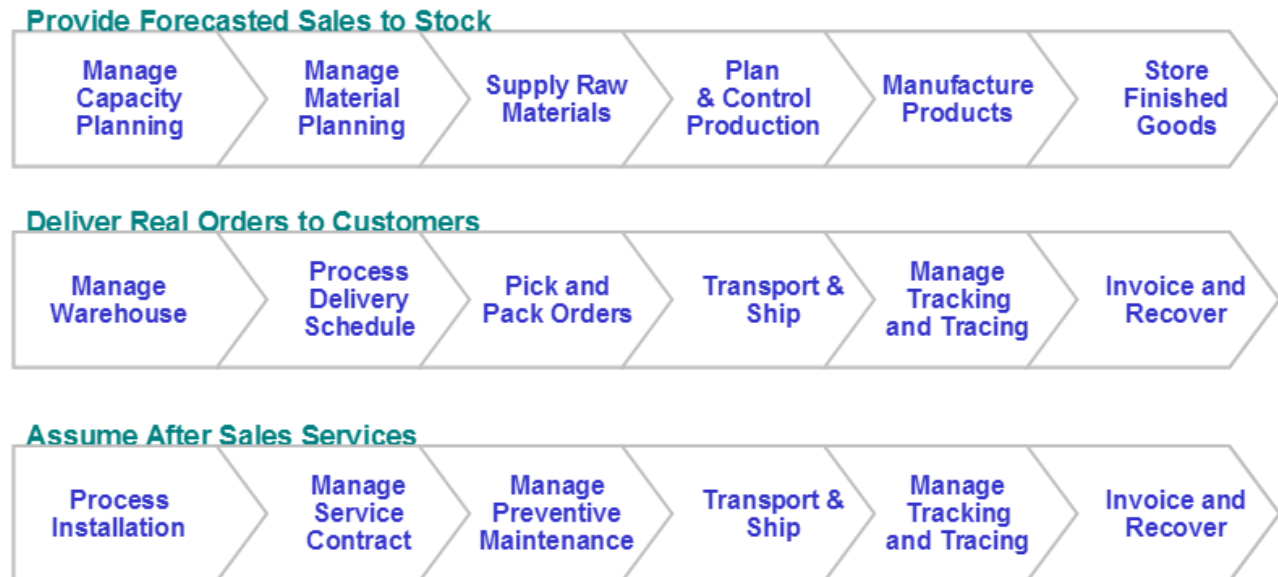 Provide Forecasted Sales to Stock
Manage
Capacity
Planning
Manage
Material
Planning
Supply Raw
Materials
Plan
& Control
Production
Manufacture
Products
Store
Finished
Goods
Deliver Real Orders to Customers
Manage
Warehouse
Process
Delivery
Schedule
Pick and
Pack Orders
Transport &
Ship
Manage
Tracking
and Tracing
Invoice and
Recover
Assume After Sales Services
Process
Installation
Manage
Service
Contract
Manage
Preventive
Maintenance
Transport &
Ship
Manage
Tracking
and Tracing
Invoice and
Recover